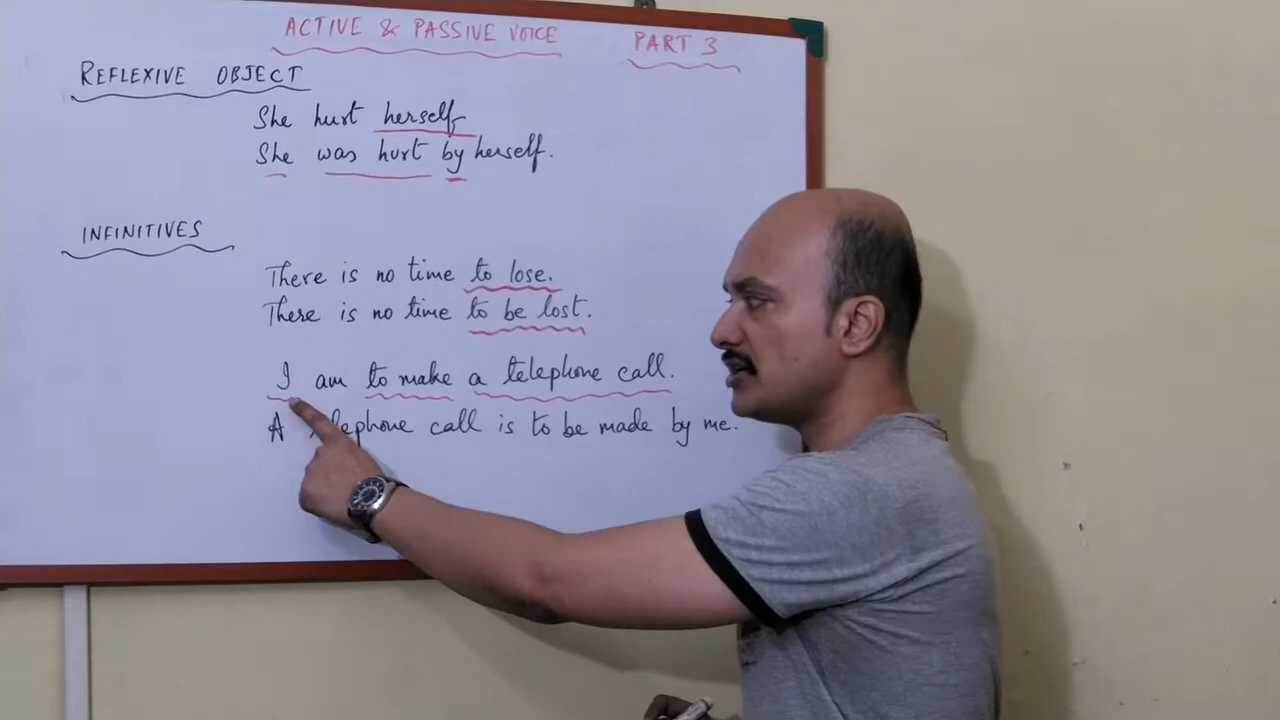 ACTIVE & PASSIVE VOICE PART 3
REFLEXIVE OBJECT
She hurt herself
She was hurt by herself.
INFINITIVES
There is no time to lose.
There is no time to be lost.
I am to make a telephone call.
A telephone call is to be made by me.